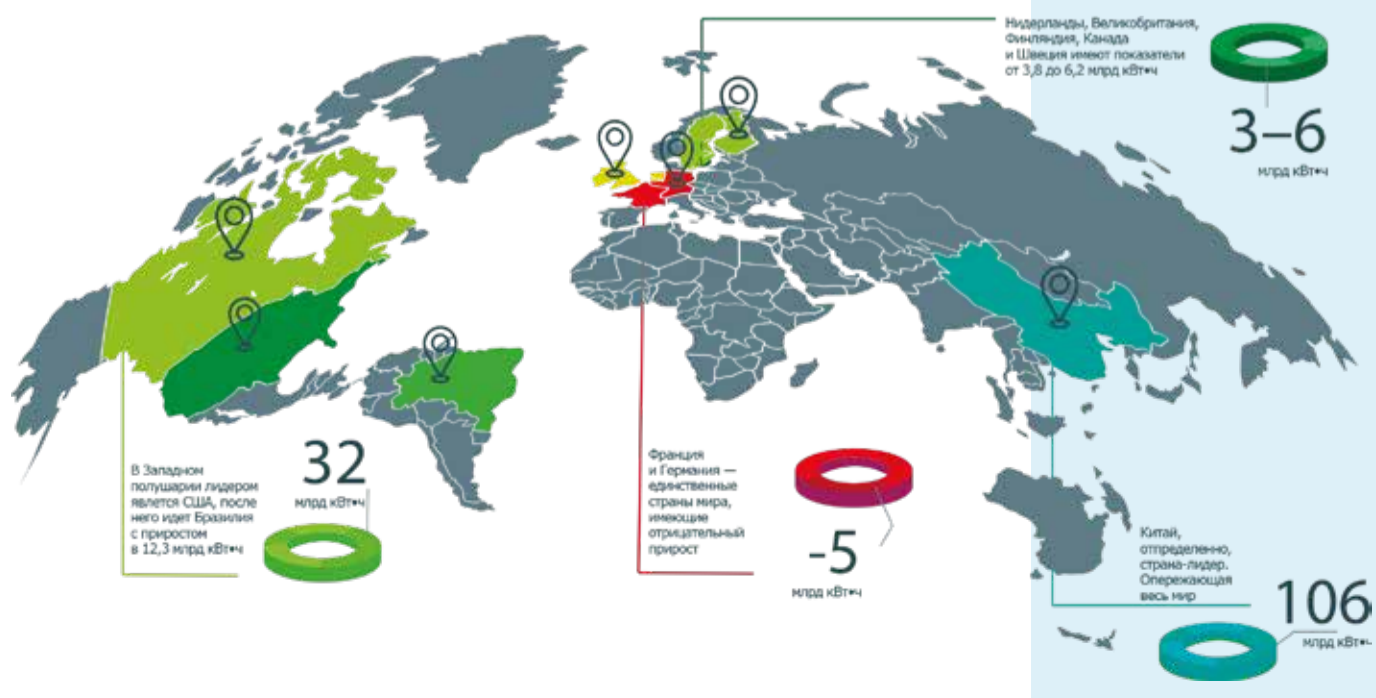 Нидерланды, Великобритания,
Финляндия, Канада
и Швеция имеют показатели
от 3,8 до 6,2 млрд кВт•ч
3–6
млрд кВт•ч
В Западном
полушарии лидером
явлется США, после
него идет Бразилия
с приростом
в 12,3 млрд кВт•ч
32
млрд кВт•ч
Франция
и Германия —
единственные
страны мира,
имеющие
отрицательный
прирост
-5
млрд кВт•ч
Китай,
отпределенно,
страна-лидер.
Опережающая
весь мир
106
млрд кВт•ч